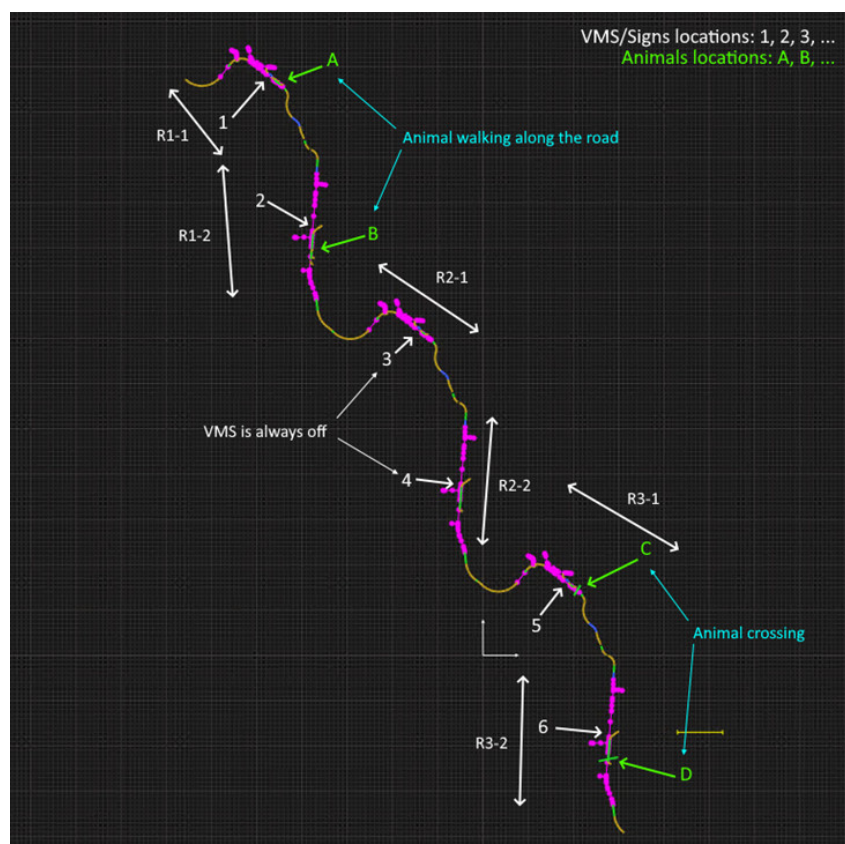 VMS/Signs locations: 1, 2, 3, ...
Animals locations: A, B, ...
A
1
R1-1
Animal walking along the road
2
B
R1-2
R2-1
3
VMS is always off
4
R2-2
R3-1
C
5
Animal crossing
6
R3-2
D